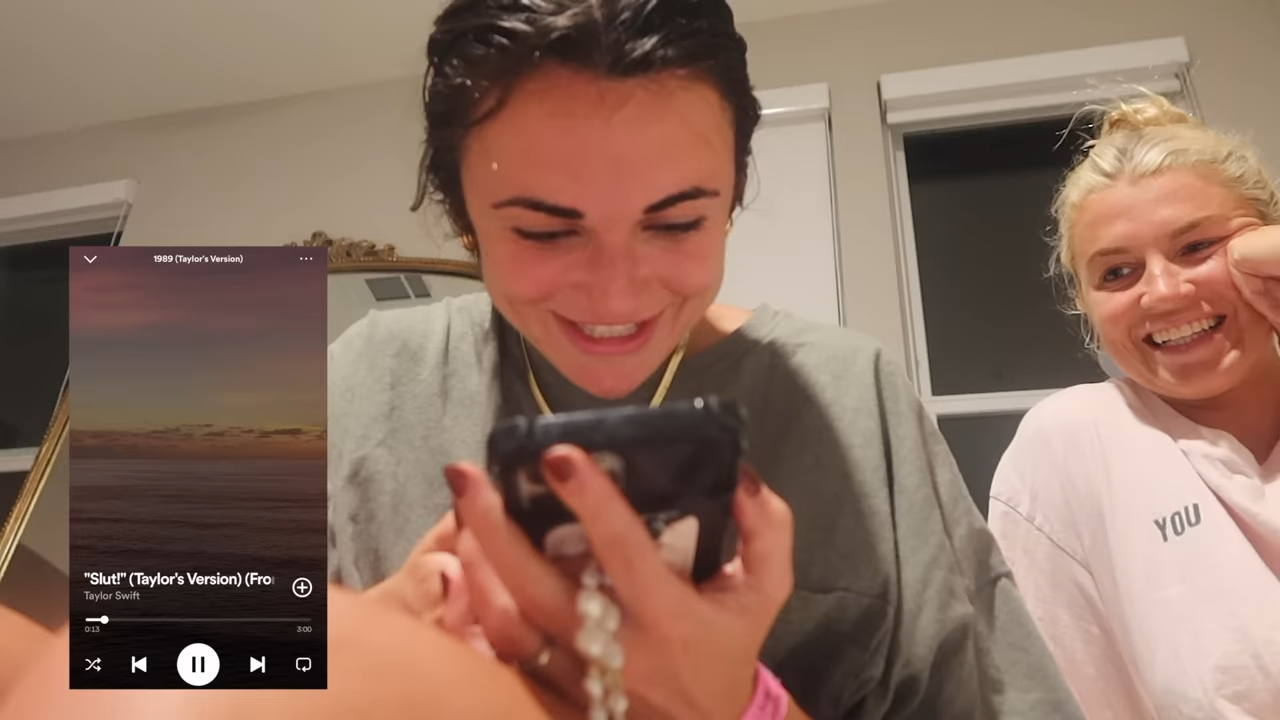 1989 (Taylor's Version)
"Slut!" (Taylor's Version) (Fro
Taylor Swift
0:13
3:00
YOU